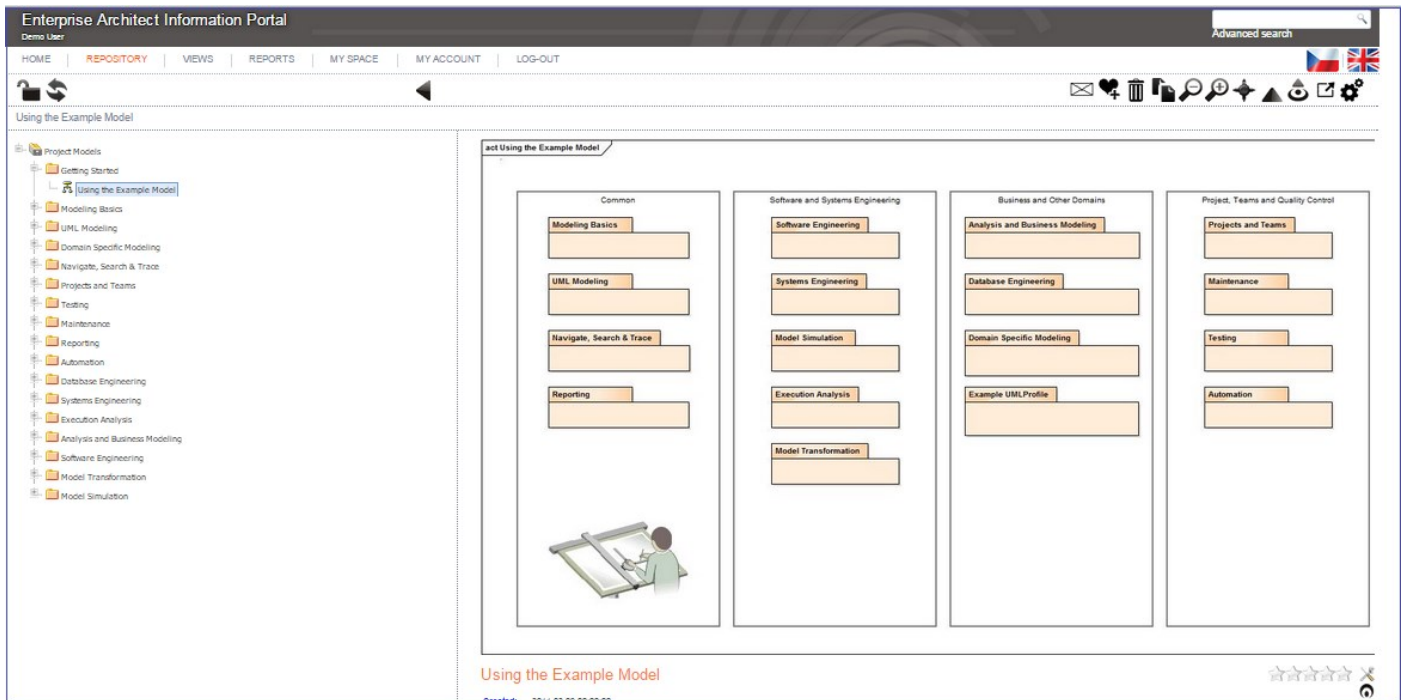 Enterprise Architect Information Portal
Demo User
Advanced search
HOME | REPOSITORY | VIEWS | REPORTS | MY SPACE | MY ACCOUNT | LOG-OUT
Using the Example Model
Project Models
Getting Started
Using the Example Model
Modeling Basics
UML Modeling
Domain Specific Modeling
Navigate, Search & Trace
Projects and Teams
Testing
Maintenance
Reporting
Automation
Database Engineering
Systems Engineering
Execution Analysis
Analysis and Business Modeling
Software Engineering
Model Transformation
Model Simulation
act Using the Example Model
Common
Modeling Basics
UML Modeling
Navigate, Search & Trace
Reporting
Software and Systems Engineering
Software Engineering
Systems Engineering
Model Simulation
Execution Analysis
Model Transformation
Business and Other Domains
Analysis and Business Modeling
Database Engineering
Domain Specific Modeling
Example UMLProfile
Project, Teams and Quality Control
Projects and Teams
Maintenance
Testing
Automation
Using the Example Model